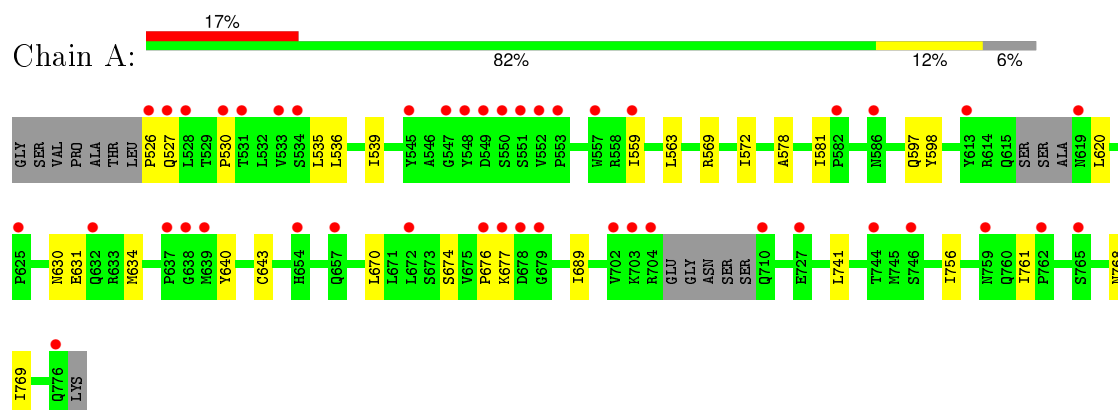 17%
Chain A:
82% 12% 6%
GLY SER VAL PRO ALA THR LEU P526 Q527 L528 T529 P530 T531 L532 V533 S534 L535 L536 I539 Y545 A546 G547 Y548 D549 S550 S551 V552 P553 W557 R558 I559 L563 R569 I572 A578 I581 P582 N586 Q597 Y598 Y613 R614 Q615 SER SER ALA N619 L620
P625 N630 E631 Q632 R633 M634 P637 G638 M639 Y640 C643 H654 Q657 L670 L671 L672 S673 S674 V675 P676 K677 D678 G679 I689 V702 K703 R704 GLU GLY ASN SER SER Q710 E727 L741 T744 M745 S746 I756 N759 Q760 I761 P762 S765 N768
I769 Q776 LYS